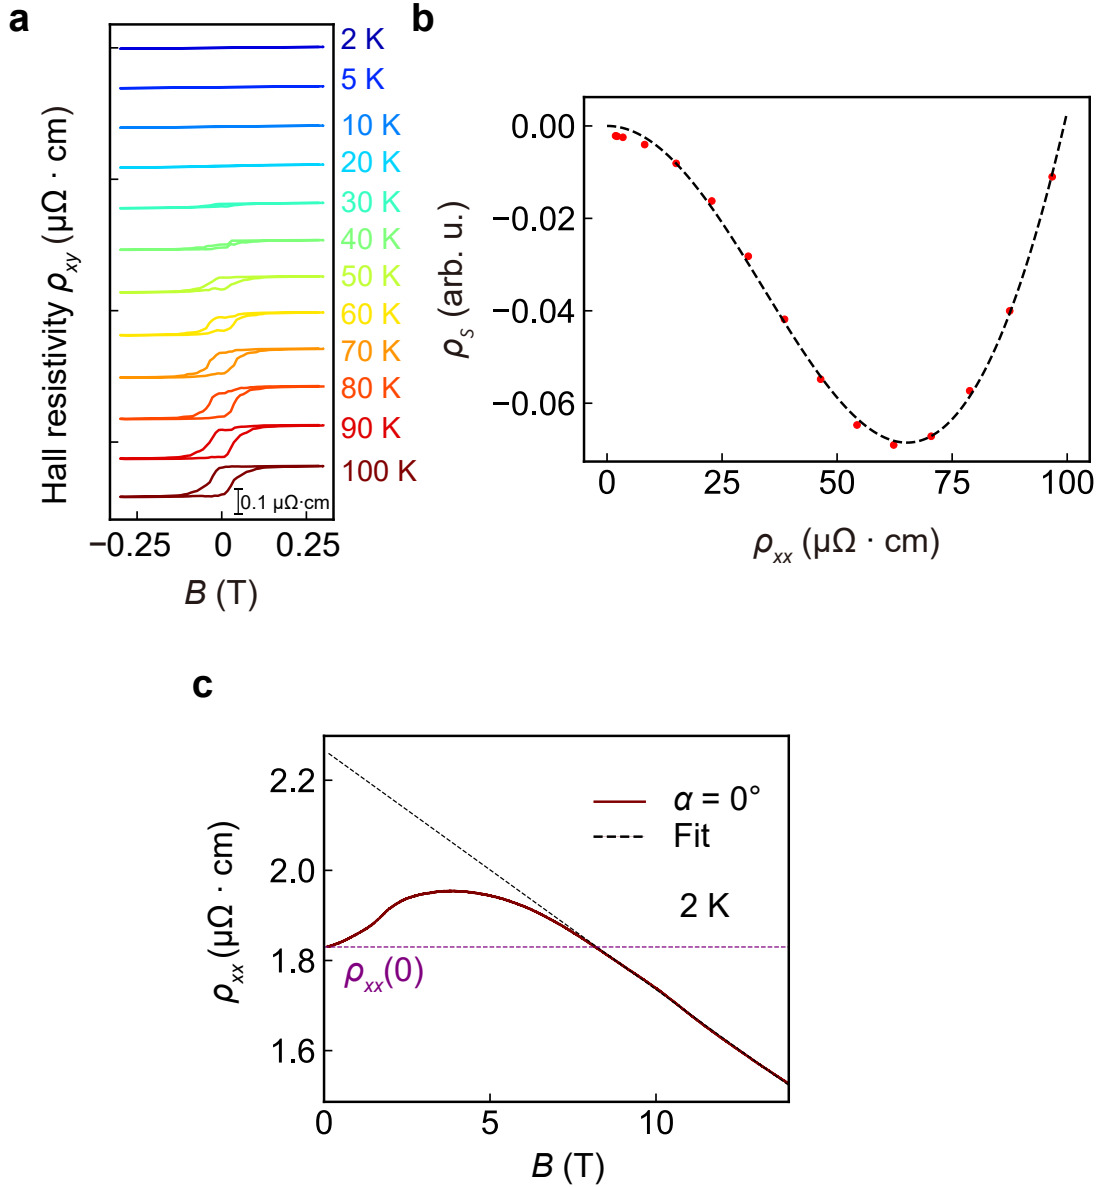 a
Hall resistivity ρxy (μΩ · cm)
2 K
5 K
10 K
20 K
30 K
40 K
50 K
60 K
70 K
80 K
90 K
100 K
0.1 μΩ·cm
−0.25 0 0.25
B (T)
b
ρs (arb. u.)
0.00
−0.02
−0.04
−0.06
0 25 50 75 100
ρxx (μΩ · cm)
c
ρxx (μΩ · cm)
2.2
2.0
1.8
1.6
α = 0°
Fit
2 K
ρxx(0)
0 5 10
B (T)